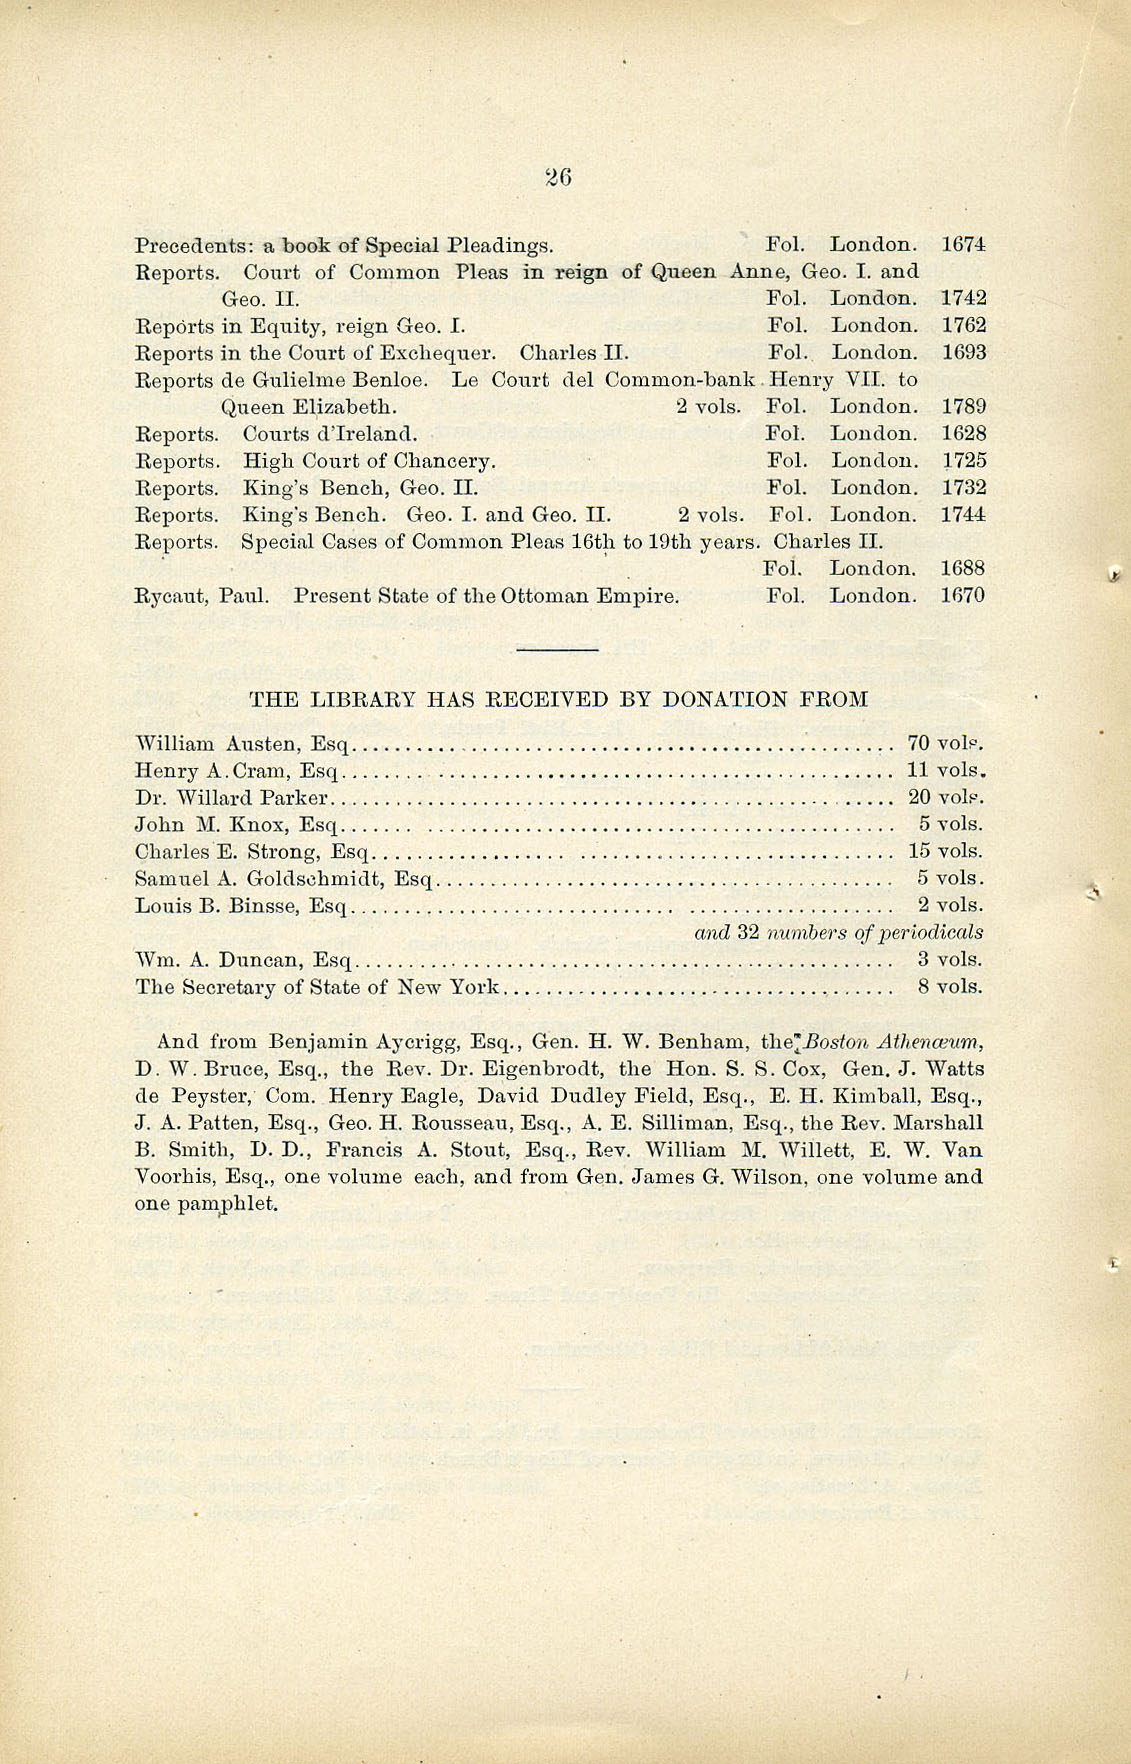 26
Precedents: a book of Special Pleadings. Fol. London. 1674
Reports. Court of Common Pleas in reign of Queen Anne, Geo. I. and
Geo. II. Fol. London. 1742
Reports in Equity, reign Geo. I. Fol. London. 1762
Reports in the Court of Exchequer. Charles II. Fol. London. 1693
Reports de Gulielme Benloe. Le Court del Common-bank Henry VII. to
Queen Elizabeth. 2 vols. Fol. London. 1789
Reports. Courts d'Ireland. Fol. London. 1628
Reports. High Court of Chancery. Fol. London. 1725
Reports. King's Bench, Geo. II. Fol. London. 1732
Reports. King's Bench. Geo. I. and Geo. II. 2 vols. Fol. London. 1744
Reports. Special Cases of Common Pleas 16th to 19th years. Charles II.
Fol. London. 1688
Rycaut, Paul. Present State of the Ottoman Empire. Fol. London. 1670
THE LIBRARY HAS RECEIVED BY DONATION FROM
William Austen, Esq. 70 vols.
Henry A. Cram, Esq. 11 vols.
Dr. Willard Parker. 20 vols.
John M. Knox, Esq. 5 vols.
Charles E. Strong, Esq. 15 vols.
Samuel A. Goldschmidt, Esq. 5 vols.
Louis B. Binsse, Esq. 2 vols.
and 32 numbers of periodicals
Wm. A. Duncan, Esq. 3 vols.
The Secretary of State of New York. 8 vols.
And from Benjamin Aycrigg, Esq., Gen. H. W. Benham, the Boston Athenæum,
D. W. Bruce, Esq., the Rev. Dr. Eigenbrodt, the Hon. S. S. Cox, Gen. J. Watts
de Peyster, Com. Henry Eagle, David Dudley Field, Esq., E. H. Kimball, Esq.,
J. A. Patten, Esq., Geo. H. Rousseau, Esq., A. E. Silliman, Esq., the Rev. Marshall
B. Smith, D. D., Francis A. Stout, Esq., Rev. William M. Willett, E. W. Van
Voorhis, Esq., one volume each, and from Gen. James G. Wilson, one volume and
one pamphlet.